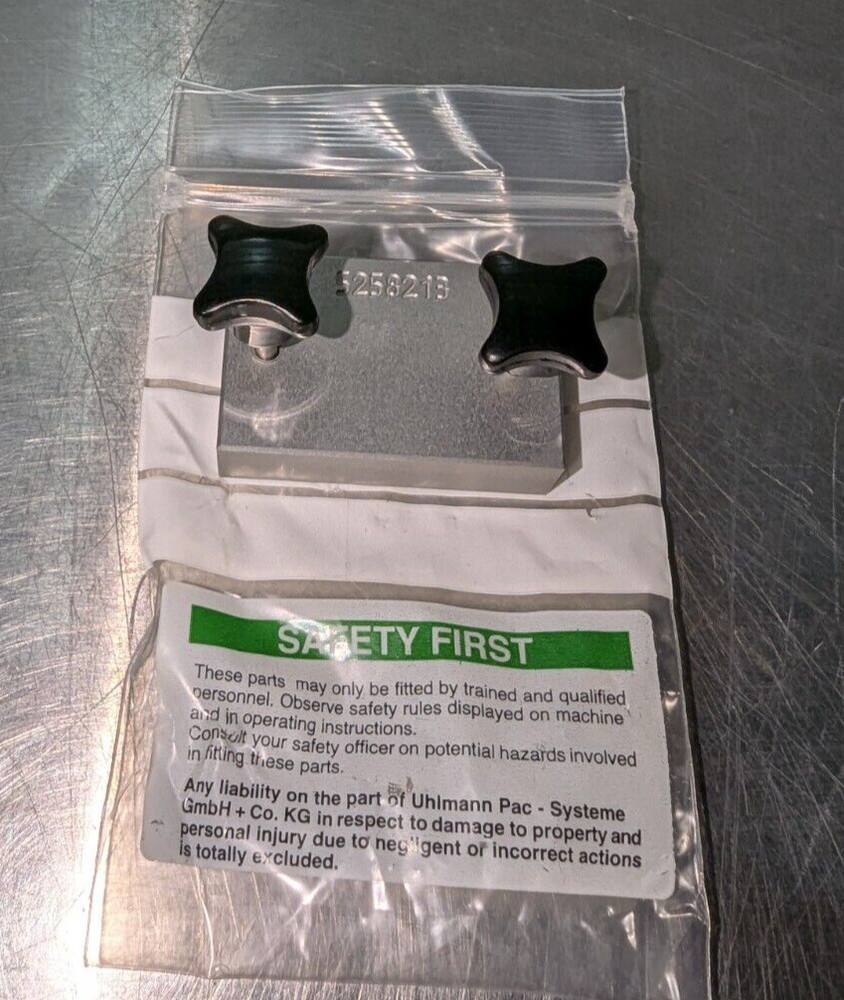 5258213
SAFETY FIRST
These parts may only be fitted by trained and qualified
personnel. Observe safety rules displayed on machine
and in operating instructions.
Consult your safety officer on potential hazards involved
in fitting these parts.
Any liability on the part of Uhlmann Pac - Systeme
GmbH + Co. KG in respect to damage to property and
personal injury due to negligent or incorrect actions
is totally excluded.